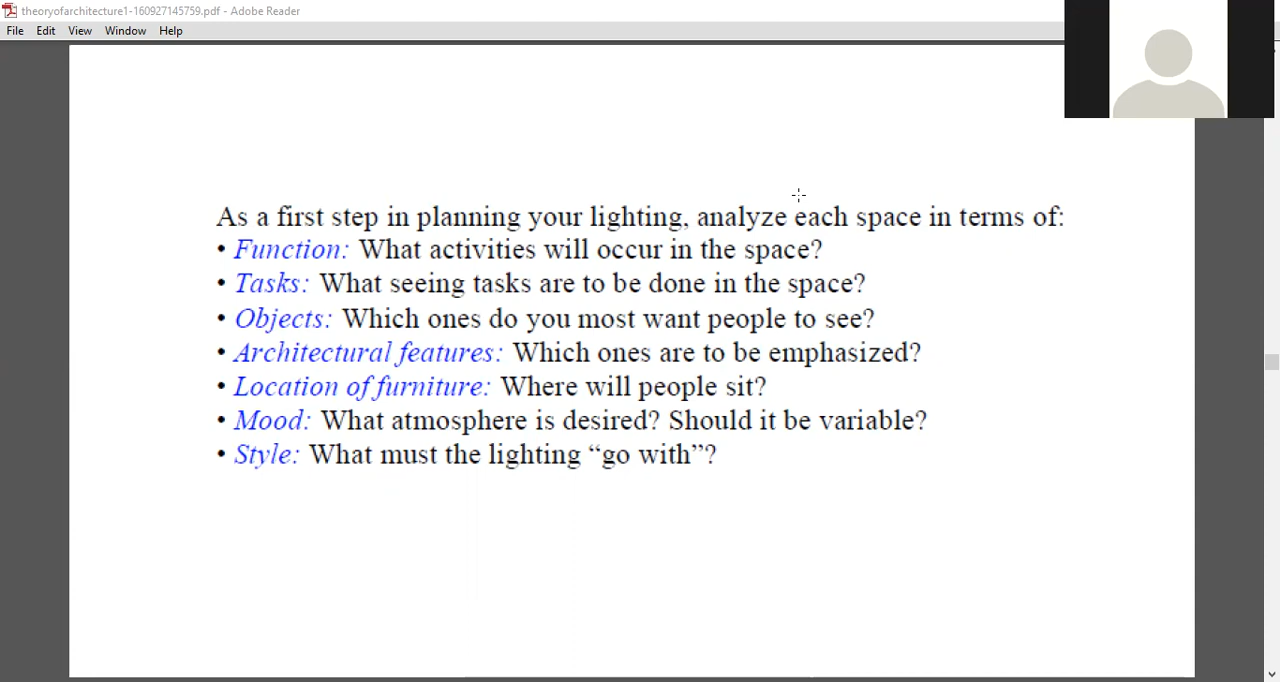 theoryofarchitecture1-160927145759.pdf - Adobe Reader
File Edit View Window Help
As a first step in planning your lighting, analyze each space in terms of:
• Function: What activities will occur in the space?
• Tasks: What seeing tasks are to be done in the space?
• Objects: Which ones do you most want people to see?
• Architectural features: Which ones are to be emphasized?
• Location of furniture: Where will people sit?
• Mood: What atmosphere is desired? Should it be variable?
• Style: What must the lighting “go with”?